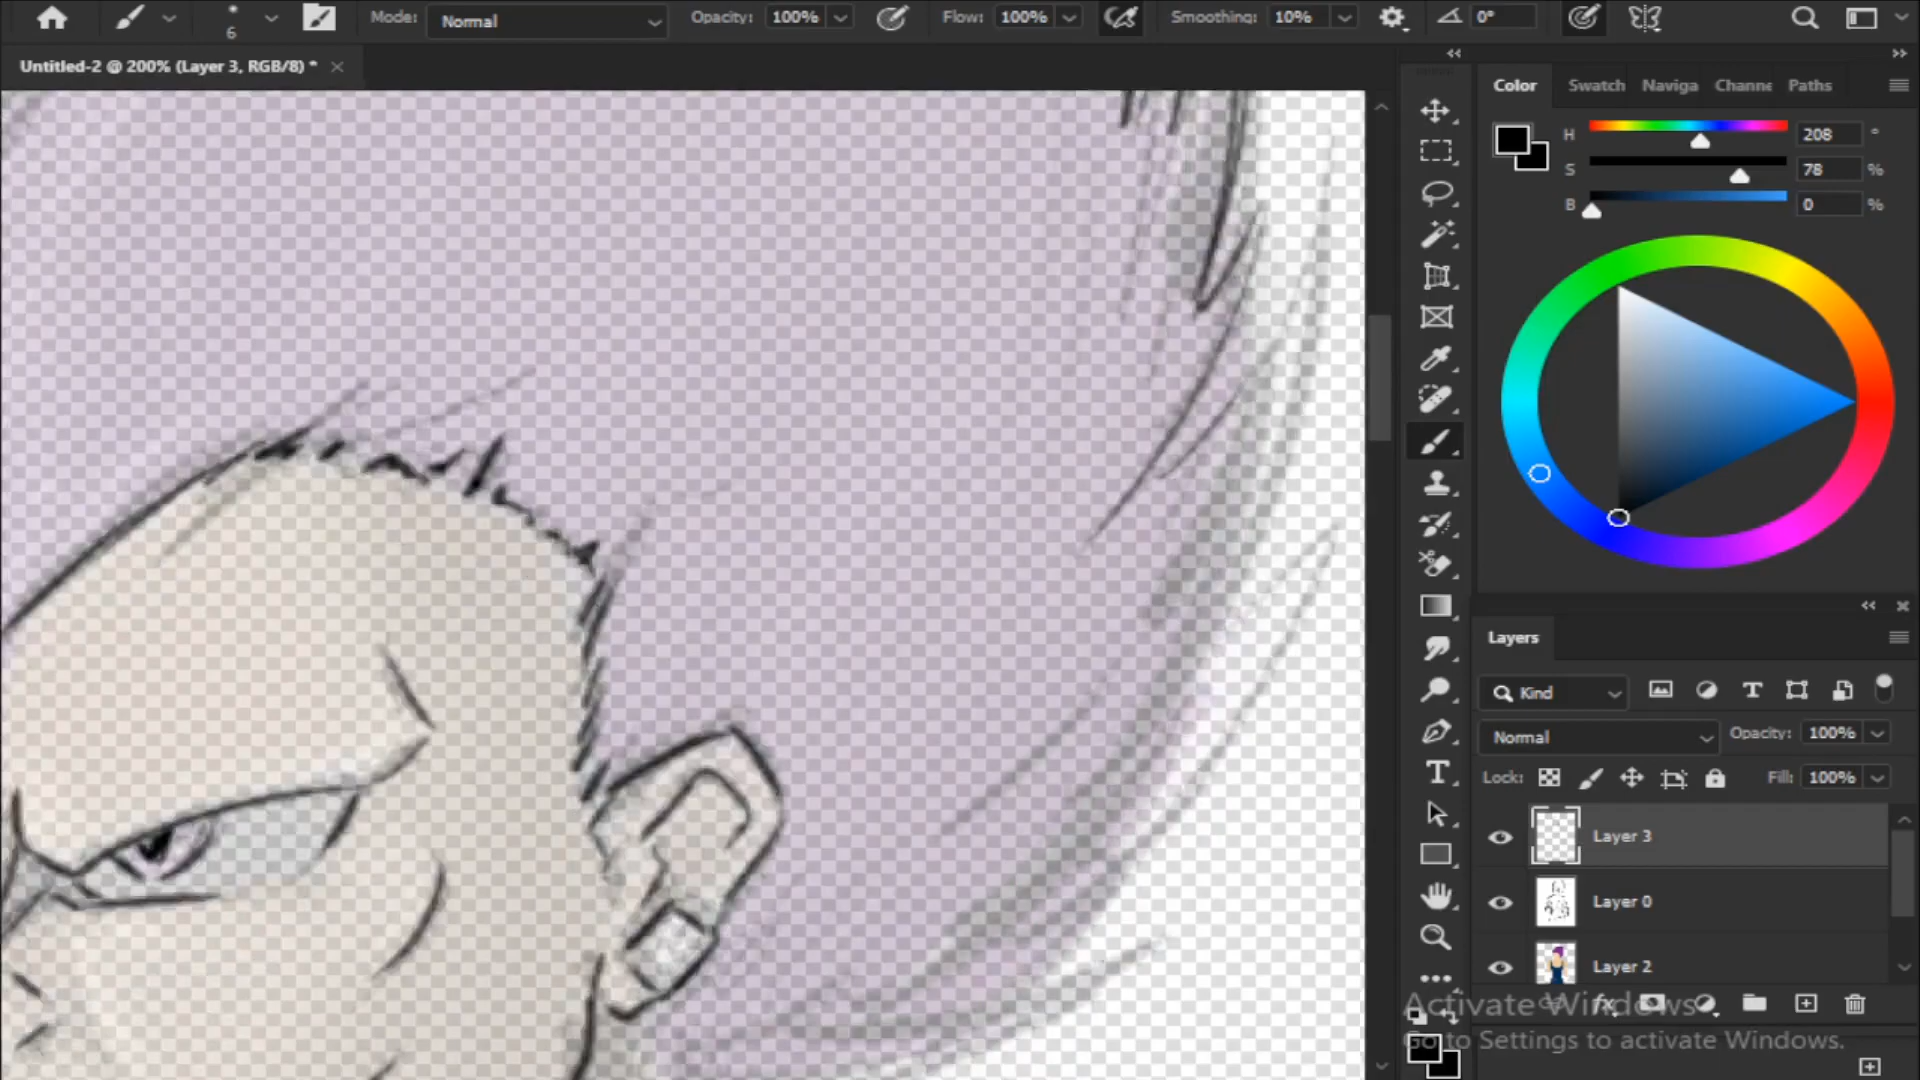 6
Mode: Normal
Opacity: 100%
Flow: 100%
Smoothing: 10%
0°
Untitled-2 @ 200% (Layer 3, RGB/8) *
Color Swatch Naviga Channe Paths
H 208 °
S 78 %
B 0 %
Layers
Kind
Normal
Opacity: 100%
Lock:
Fill: 100%
Layer 3
Layer 0
Layer 2
fx
Activate Windows
Go to Settings to activate Windows.